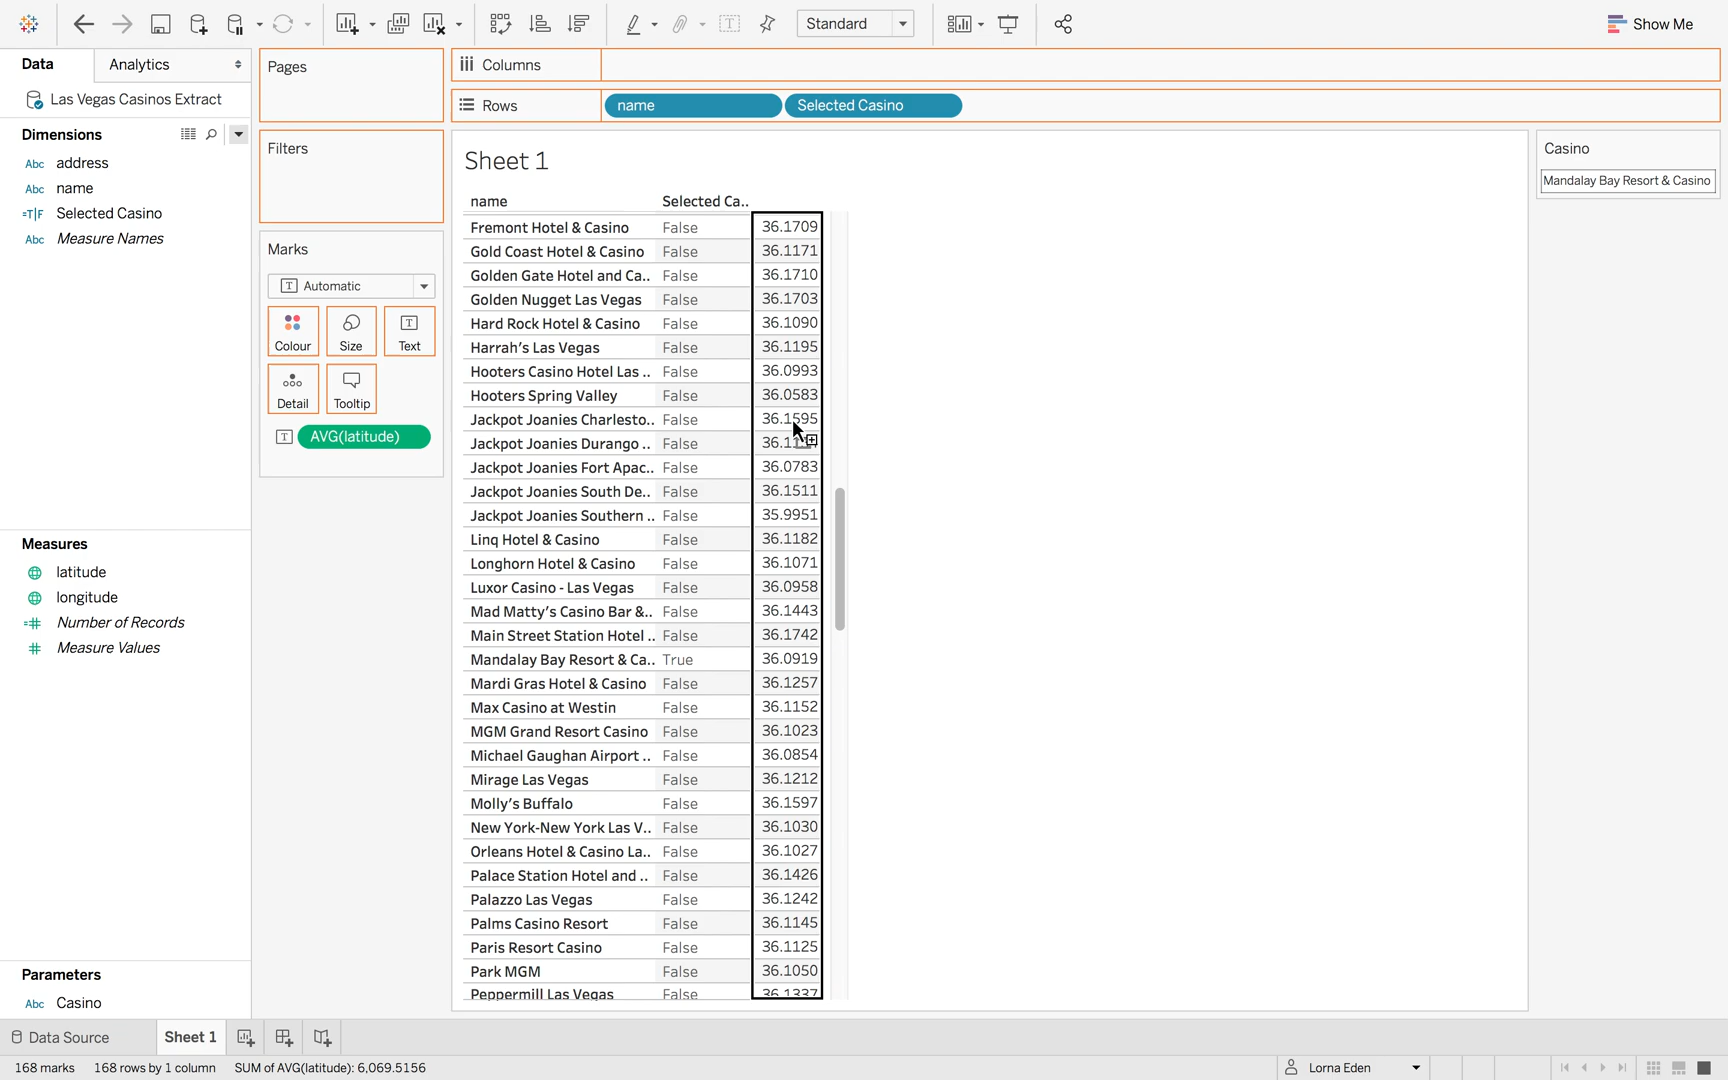 Standard
Show Me
Data
Analytics
Pages
Columns
Las Vegas Casinos Extract
Rows
name
Selected Casino
Dimensions
Filters
Sheet 1
Casino
Abc address
Mandalay Bay Resort & Casino
Abc name
=T|F Selected Casino
Abc Measure Names
Marks
Automatic
Colour
Size
Text
Detail
Tooltip
AVG(latitude)
name Selected Ca..
Fremont Hotel & Casino False 36.1709
Gold Coast Hotel & Casino False 36.1171
Golden Gate Hotel and Ca.. False 36.1710
Golden Nugget Las Vegas False 36.1703
Hard Rock Hotel & Casino False 36.1090
Harrah's Las Vegas False 36.1195
Hooters Casino Hotel Las .. False 36.0993
Hooters Spring Valley False 36.0583
Jackpot Joanies Charlesto.. False 36.1595
Jackpot Joanies Durango .. False
Jackpot Joanies Fort Apac.. False 36.0783
Jackpot Joanies South De.. False 36.1511
Jackpot Joanies Southern .. False 35.9951
Linq Hotel & Casino False 36.1182
Longhorn Hotel & Casino False 36.1071
Luxor Casino - Las Vegas False 36.0958
Mad Matty's Casino Bar &.. False 36.1443
Main Street Station Hotel .. False 36.1742
Mandalay Bay Resort & Ca.. True 36.0919
Mardi Gras Hotel & Casino False 36.1257
Max Casino at Westin False 36.1152
MGM Grand Resort Casino False 36.1023
Michael Gaughan Airport .. False 36.0854
Mirage Las Vegas False 36.1212
Molly's Buffalo False 36.1597
New York-New York Las V.. False 36.1030
Orleans Hotel & Casino La.. False 36.1027
Palace Station Hotel and .. False 36.1426
Palazzo Las Vegas False 36.1242
Palms Casino Resort False 36.1145
Paris Resort Casino False 36.1125
Park MGM False 36.1050
Peppermill Las Vegas False 36.1337
Measures
latitude
longitude
=# Number of Records
# Measure Values
Parameters
Abc Casino
Data Source
Sheet 1
168 marks
168 rows by 1 column
SUM of AVG(latitude): 6,069.5156
Lorna Eden